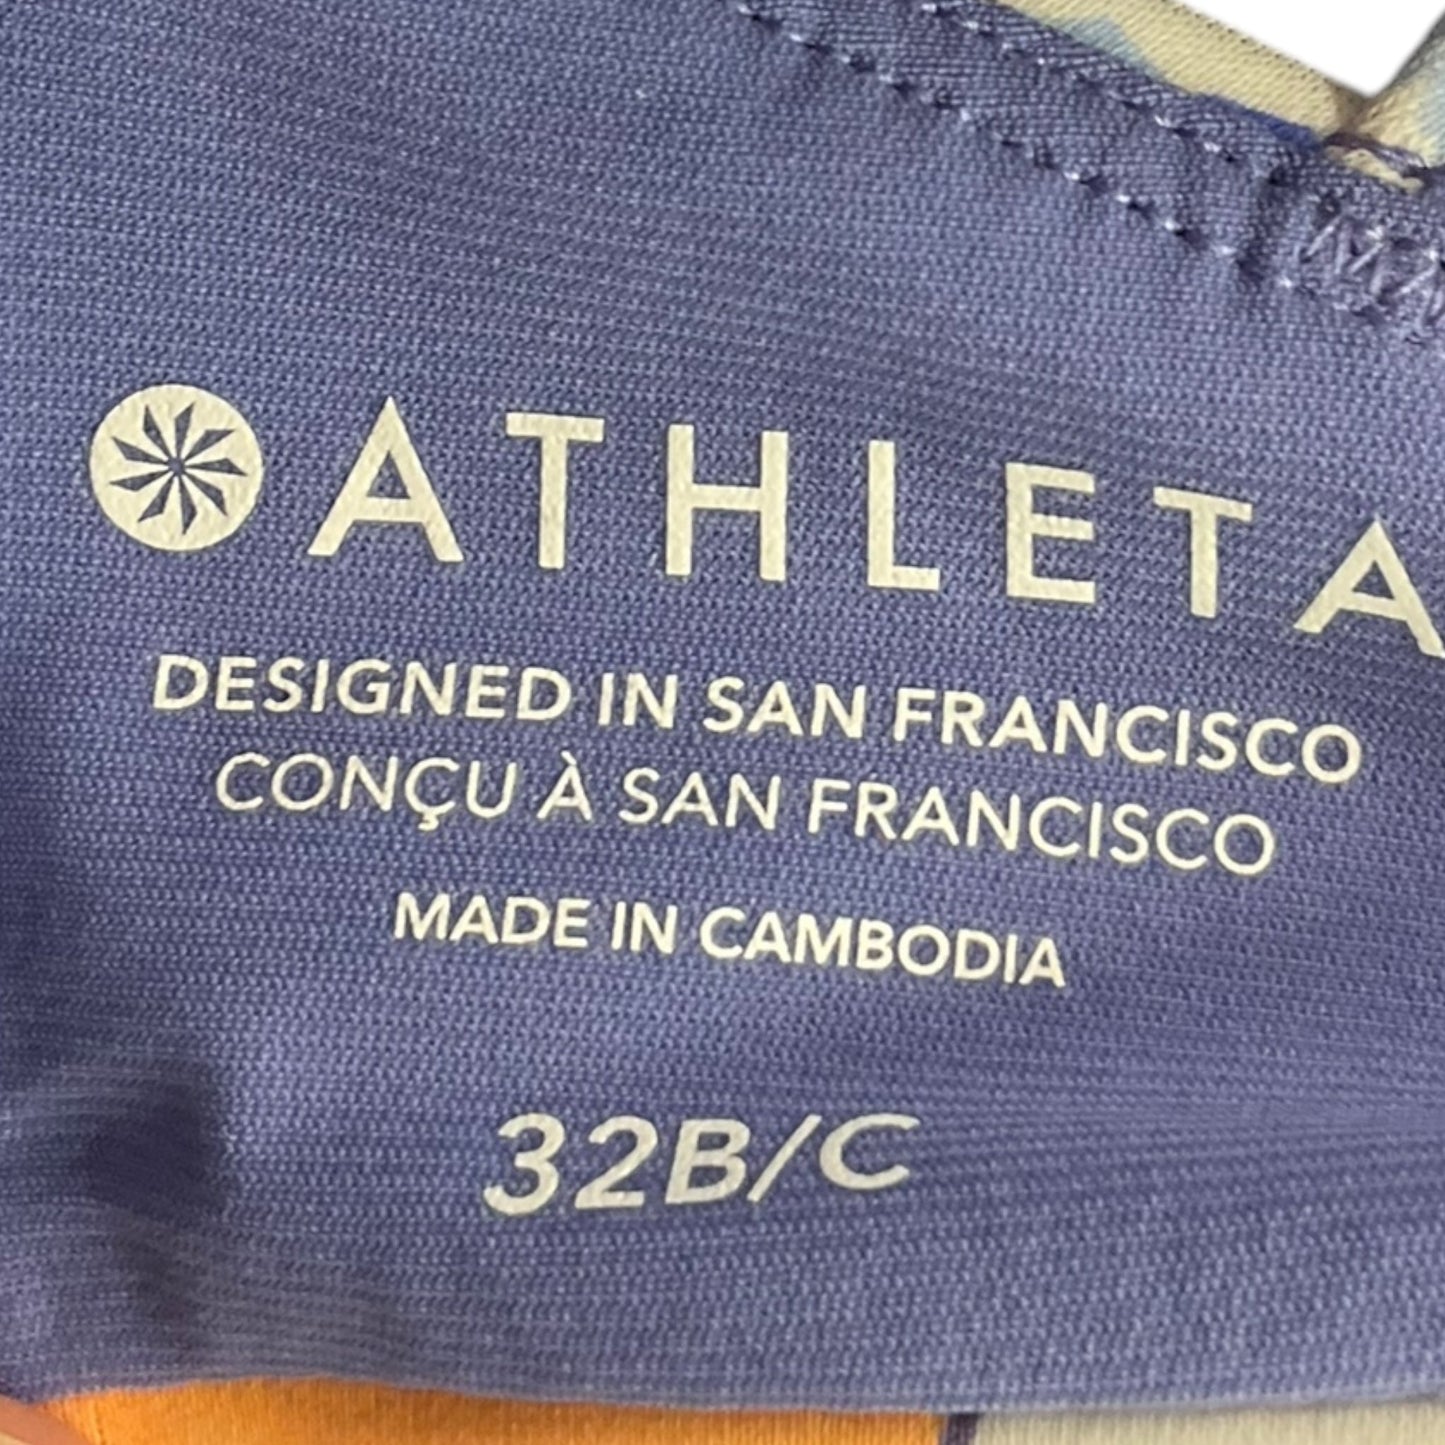 ATHLETA
DESIGNED IN SAN FRANCISCO
CONÇU À SAN FRANCISCO
MADE IN CAMBODIA
32B/C